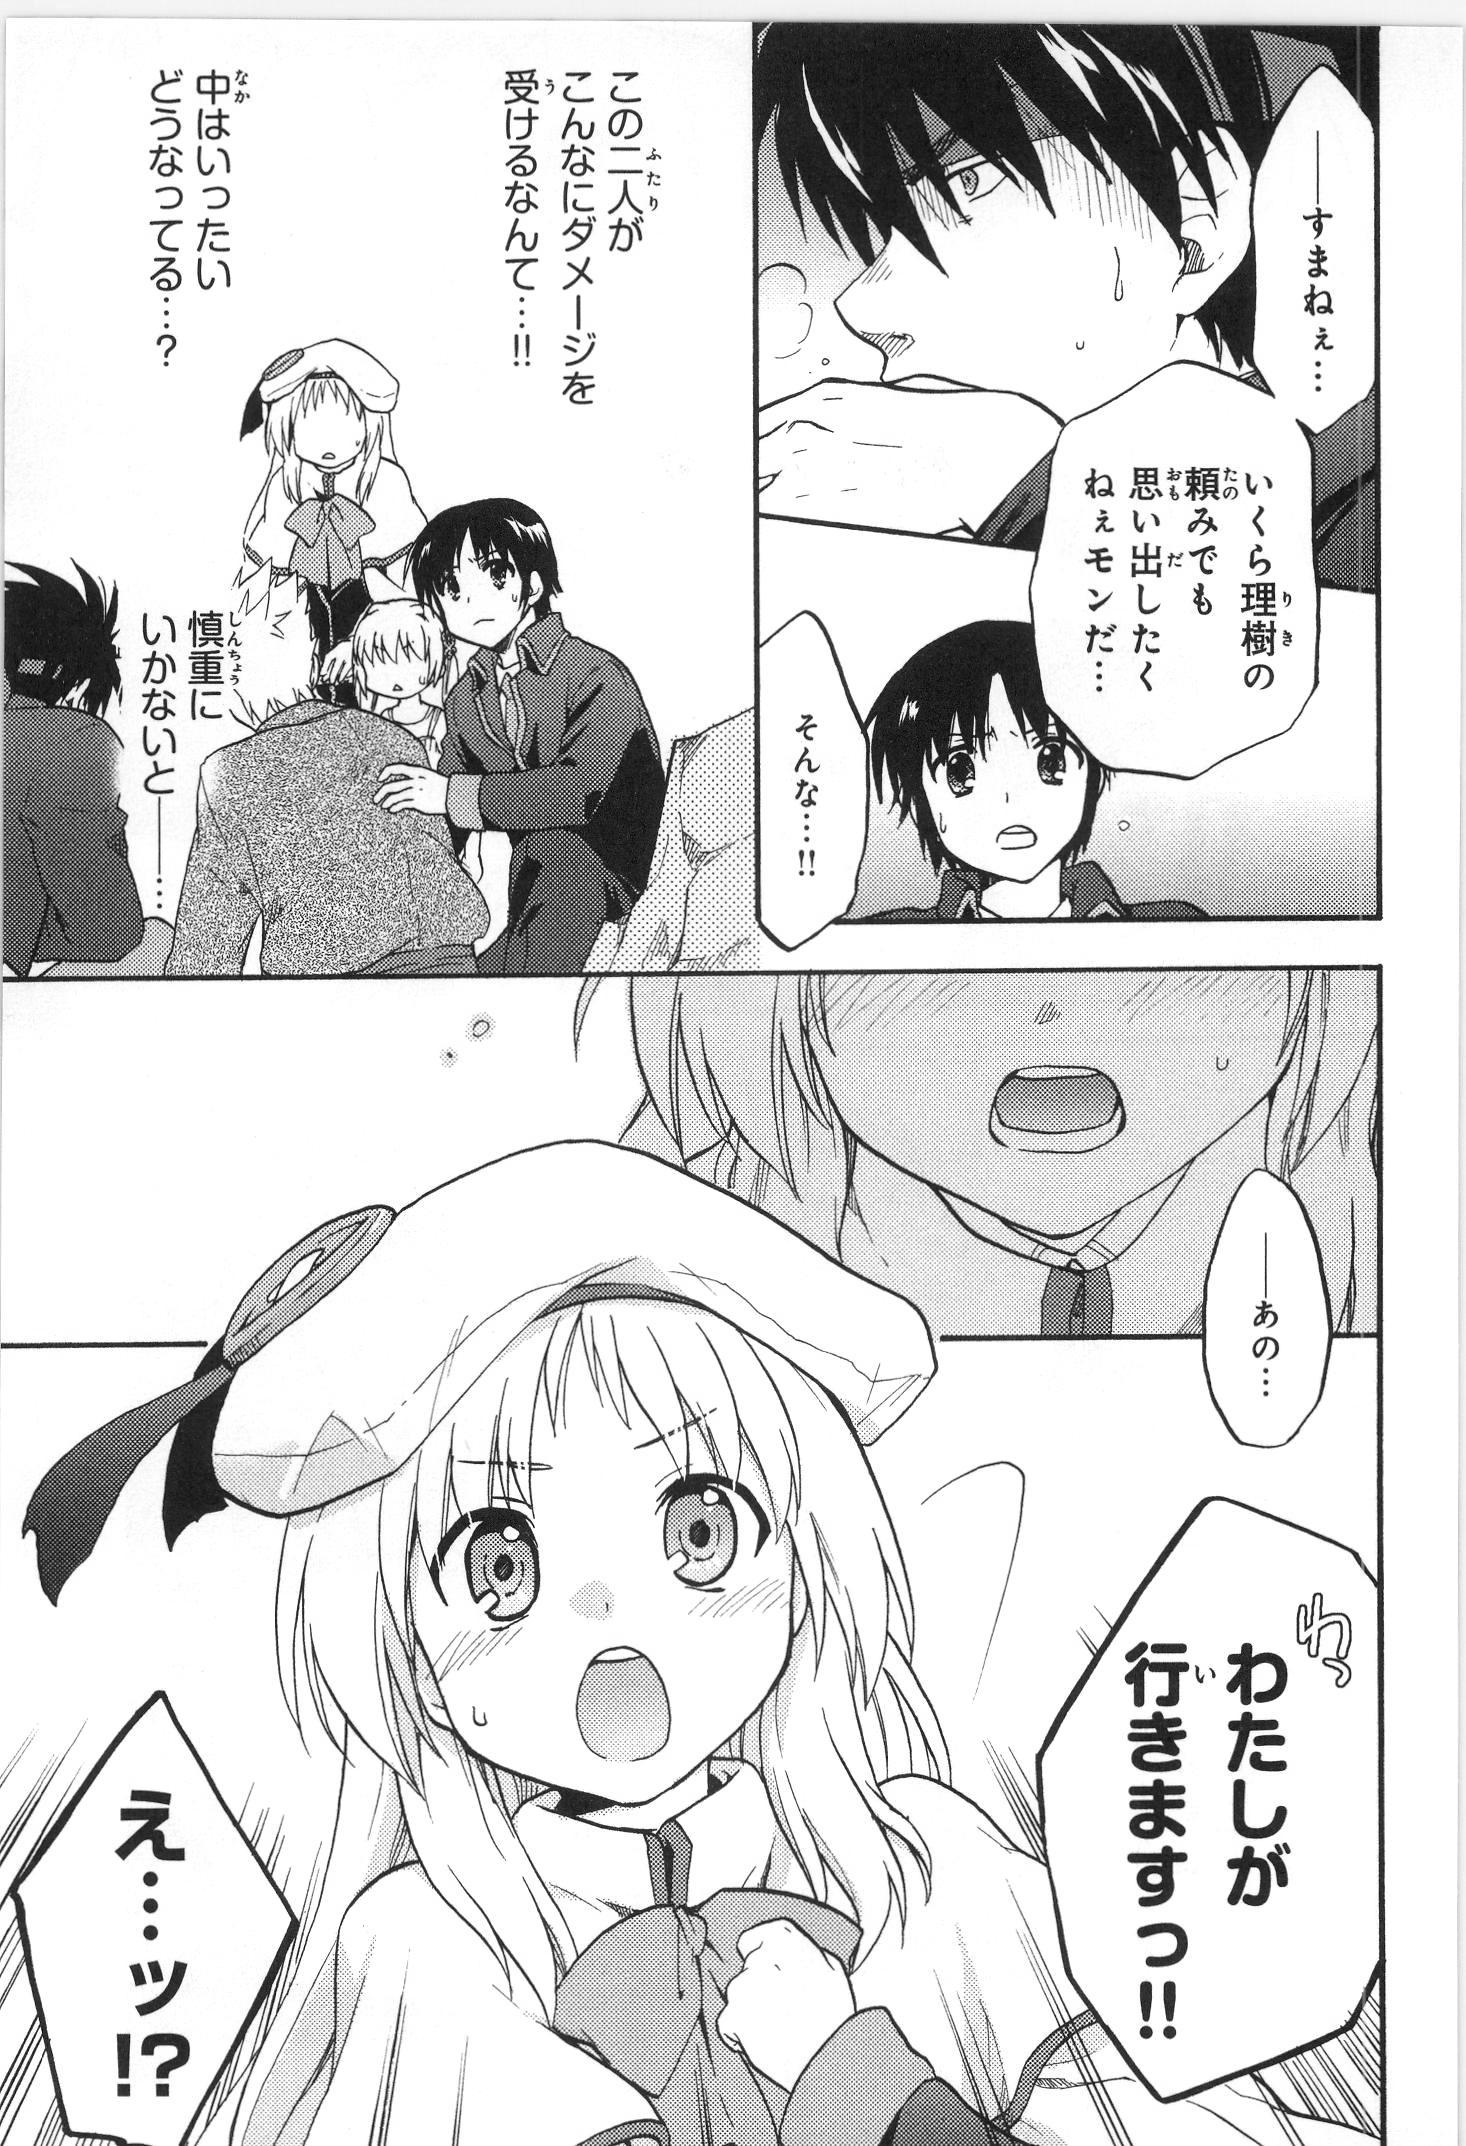 ――すまねぇ…
いくら理樹の
頼みでも
思い出したく
ねぇモンだ…
そんな…!!
この二人が
こんなにダメージを
受けるなんて…!!
中はいったい
どうなってる…?
慎重に
いかないと――…
――あの…
わたしが
行きますっ!!
え…ッ!?